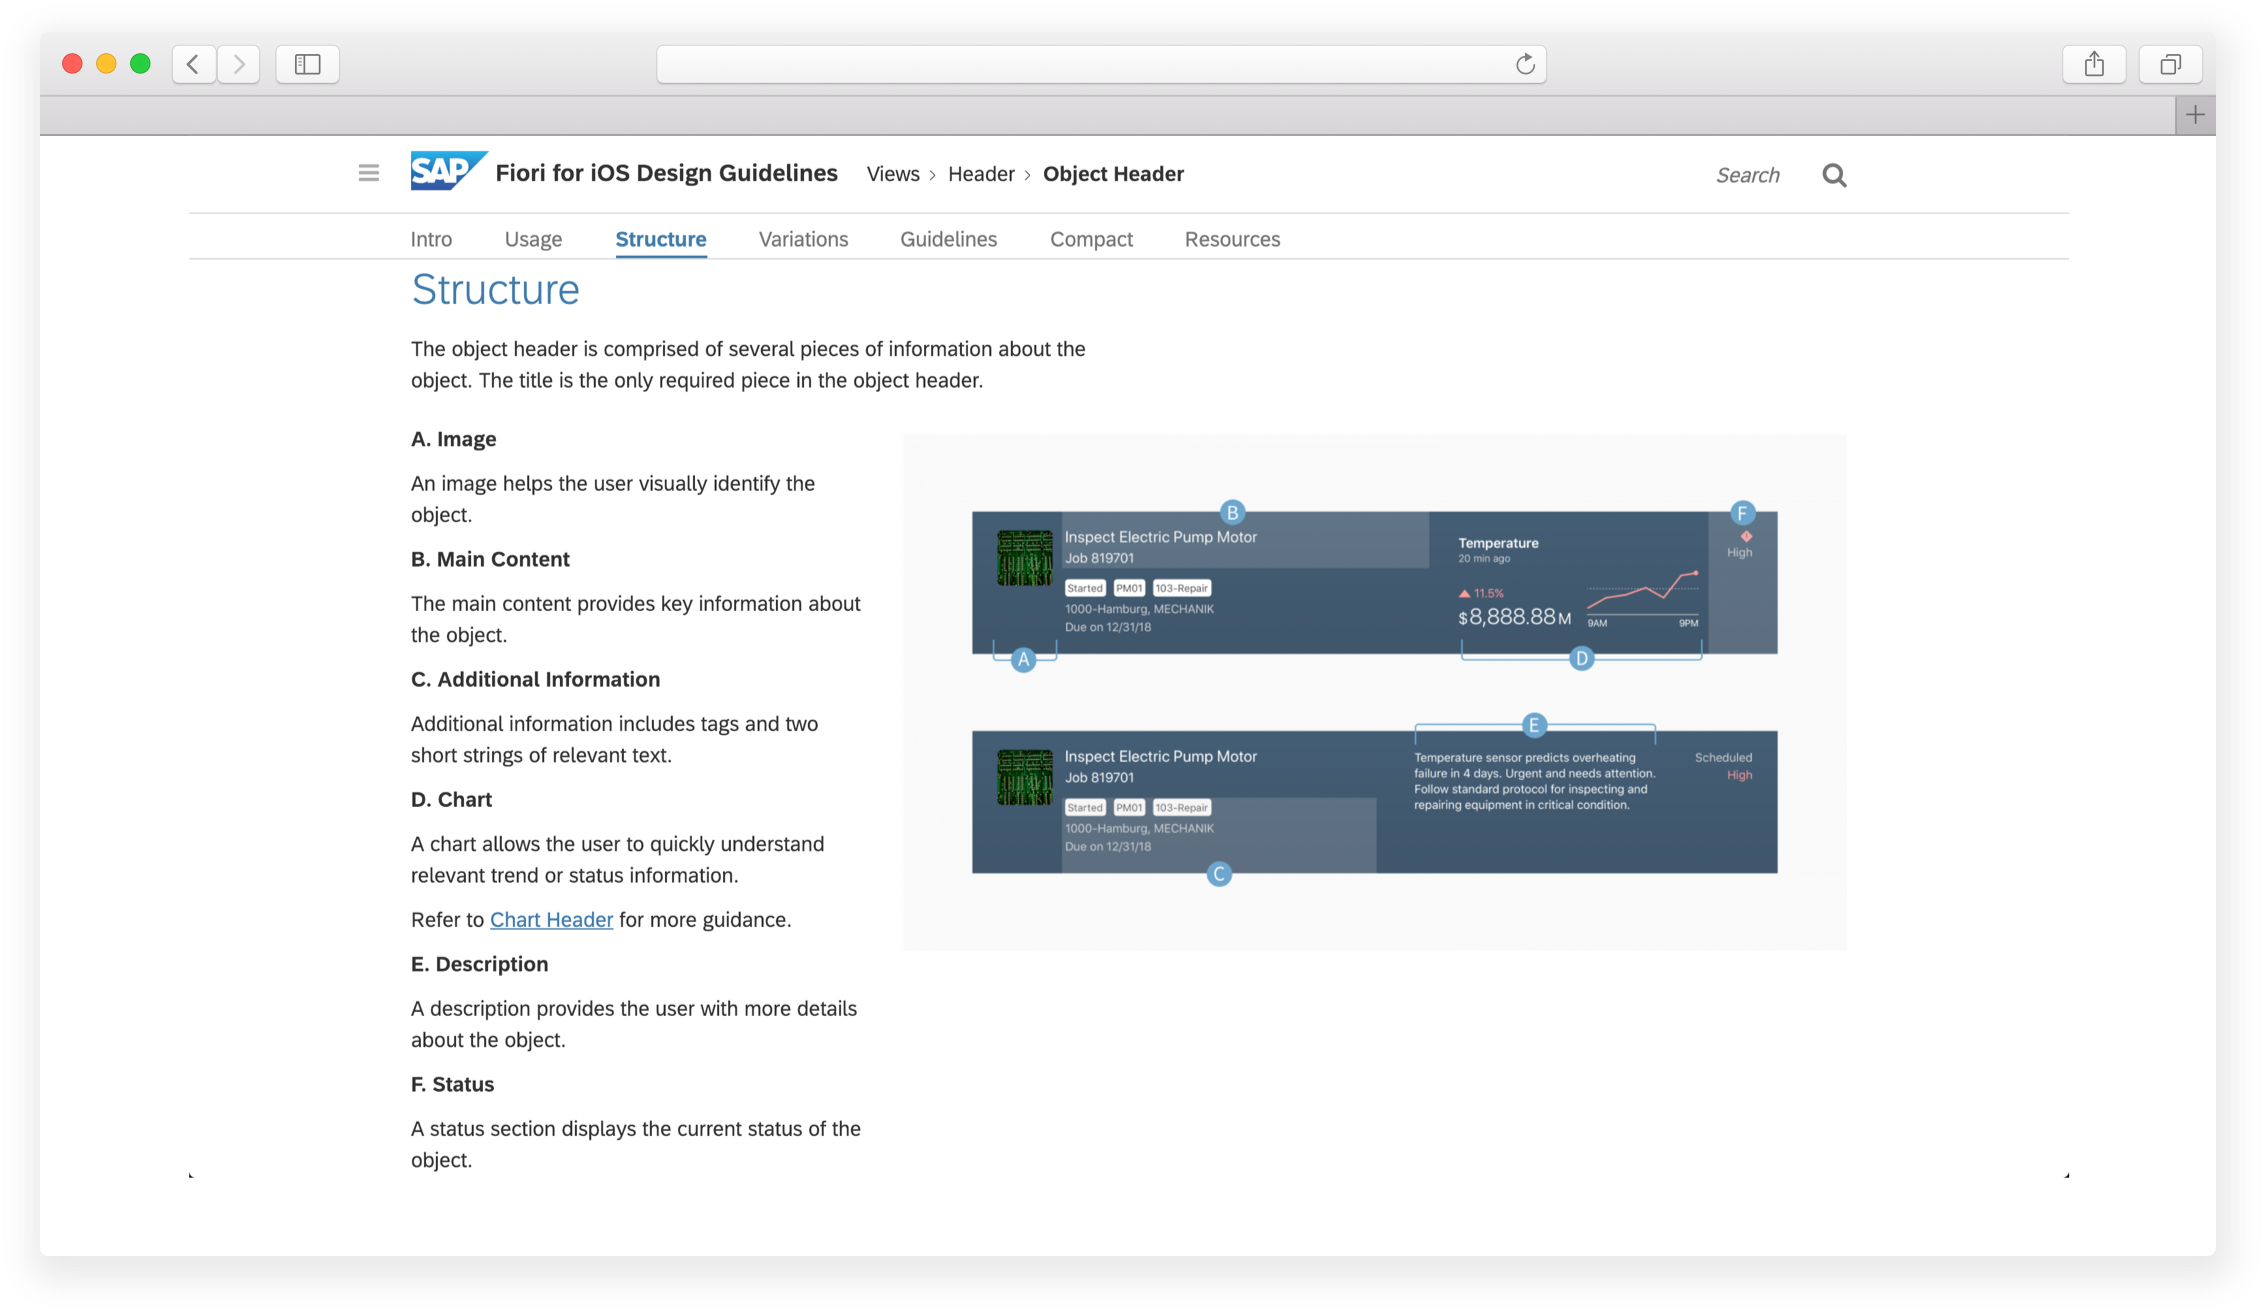 SAP Fiori for iOS Design Guidelines Views › Header › Object Header Search
Intro Usage Structure Variations Guidelines Compact Resources
Structure
The object header is comprised of several pieces of information about the
object. The title is the only required piece in the object header.
A. Image
An image helps the user visually identify the
object.
B. Main Content
The main content provides key information about
the object.
C. Additional Information
Additional information includes tags and two
short strings of relevant text.
D. Chart
A chart allows the user to quickly understand
relevant trend or status information.
Refer to Chart Header for more guidance.
E. Description
A description provides the user with more details
about the object.
F. Status
A status section displays the current status of the
object.
B
F
Inspect Electric Pump Motor
Job 819701
Started PM01 103-Repair
1000-Hamburg, MECHANIK
Due on 12/31/18
A
Temperature
20 min ago
11.5%
$8,888.88M
9AM 9PM
D
High
E
Inspect Electric Pump Motor
Job 819701
Started PM01 103-Repair
1000-Hamburg, MECHANIK
Due on 12/31/18
C
Temperature sensor predicts overheating
failure in 4 days. Urgent and needs attention.
Follow standard protocol for inspecting and
repairing equipment in critical condition.
Scheduled
High